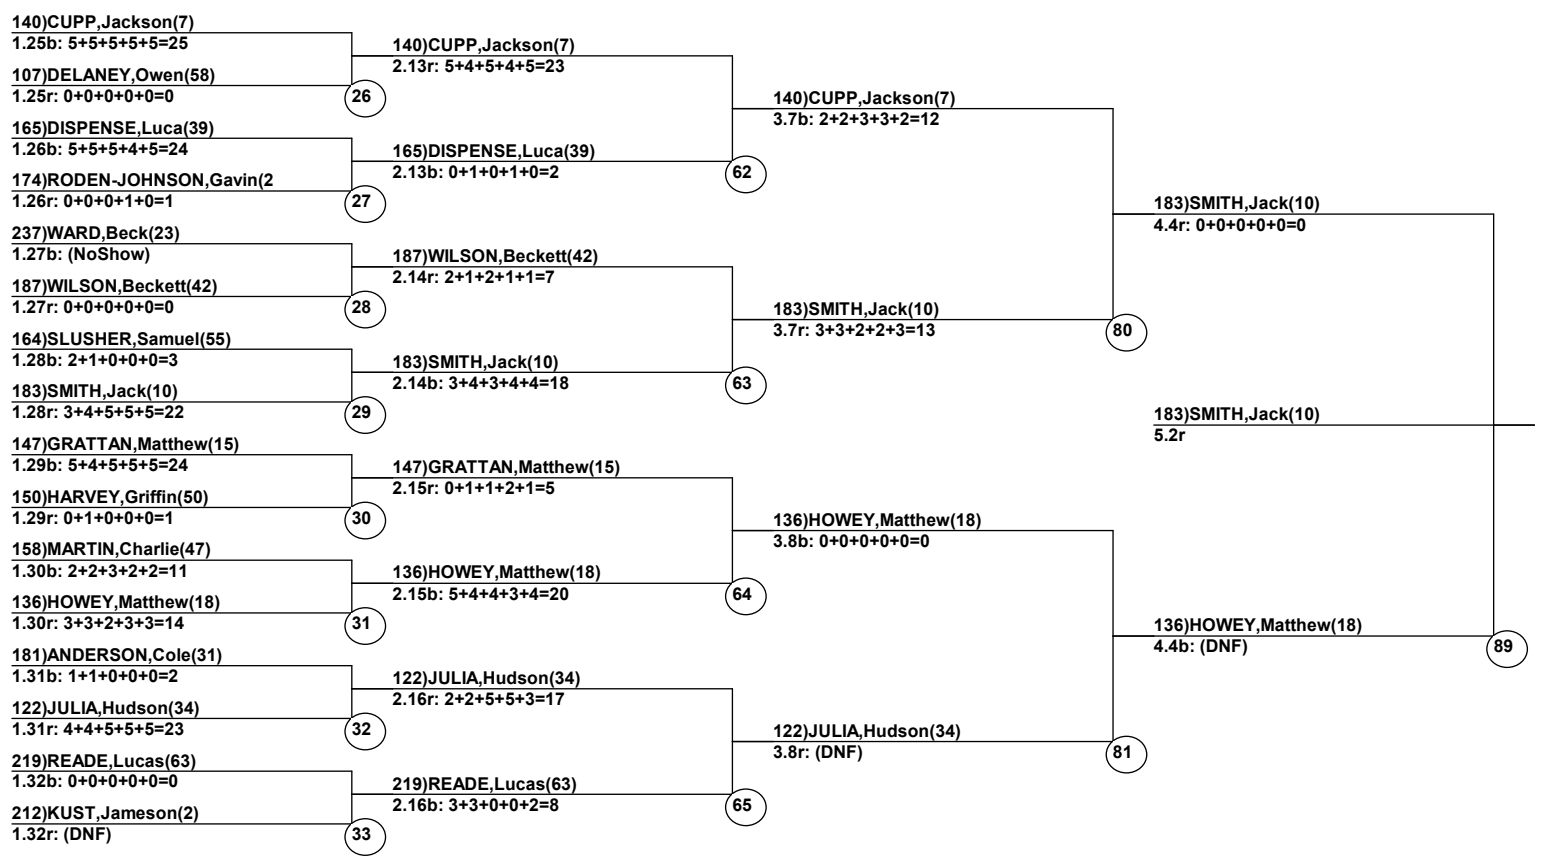 140)CUPP,Jackson(7)
1.25b: 5+5+5+5+5=25
107)DELANEY,Owen(58)
1.25r: 0+0+0+0+0=0
26
165)DISPENSE,Luca(39)
1.26b: 5+5+5+4+5=24
174)RODEN-JOHNSON,Gavin(2
1.26r: 0+0+0+1+0=1
27
237)WARD,Beck(23)
1.27b: (NoShow)
187)WILSON,Beckett(42)
1.27r: 0+0+0+0+0=0
28
164)SLUSHER,Samuel(55)
1.28b: 2+1+0+0+0=3
183)SMITH,Jack(10)
1.28r: 3+4+5+5+5=22
29
147)GRATTAN,Matthew(15)
1.29b: 5+4+5+5+5=24
150)HARVEY,Griffin(50)
1.29r: 0+1+0+0+0=1
30
158)MARTIN,Charlie(47)
1.30b: 2+2+3+2+2=11
136)HOWEY,Matthew(18)
1.30r: 3+3+2+3+3=14
31
181)ANDERSON,Cole(31)
1.31b: 1+1+0+0+0=2
122)JULIA,Hudson(34)
1.31r: 4+4+5+5+5=23
32
219)READE,Lucas(63)
1.32b: 0+0+0+0+0=0
212)KUST,Jameson(2)
1.32r: (DNF)
33
140)CUPP,Jackson(7)
2.13r: 5+4+5+4+5=23
165)DISPENSE,Luca(39)
2.13b: 0+1+0+1+0=2
62
187)WILSON,Beckett(42)
2.14r: 2+1+2+1+1=7
183)SMITH,Jack(10)
2.14b: 3+4+3+4+4=18
63
147)GRATTAN,Matthew(15)
2.15r: 0+1+1+2+1=5
136)HOWEY,Matthew(18)
2.15b: 5+4+4+3+4=20
64
122)JULIA,Hudson(34)
2.16r: 2+2+5+5+3=17
219)READE,Lucas(63)
2.16b: 3+3+0+0+2=8
65
140)CUPP,Jackson(7)
3.7b: 2+2+3+3+2=12
183)SMITH,Jack(10)
3.7r: 3+3+2+2+3=13
80
136)HOWEY,Matthew(18)
3.8b: 0+0+0+0+0=0
122)JULIA,Hudson(34)
3.8r: (DNF)
81
183)SMITH,Jack(10)
4.4r: 0+0+0+0+0=0
136)HOWEY,Matthew(18)
4.4b: (DNF)
89
183)SMITH,Jack(10)
5.2r